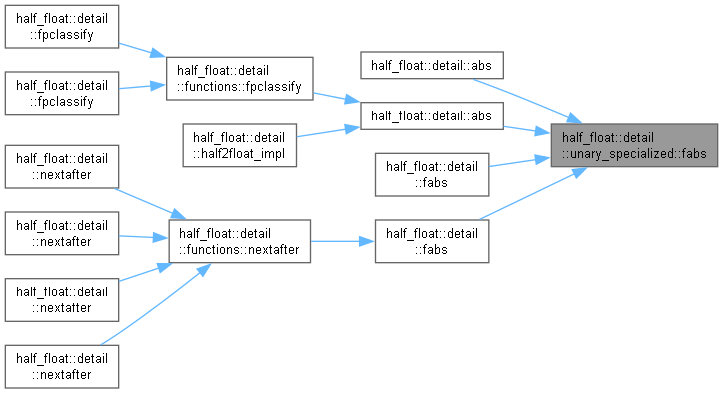 half_float::detail
::fpclassify
half_float::detail
::fpclassify
half_float::detail
::functions::fpclassify
half_float::detail::abs
half_float::detail::abs
half_float::detail
::half2float_impl
half_float::detail
::unary_specialized::fabs
half_float::detail
::fabs
half_float::detail
::nextafter
half_float::detail
::nextafter
half_float::detail
::functions::nextafter
half_float::detail
::fabs
half_float::detail
::nextafter
half_float::detail
::nextafter